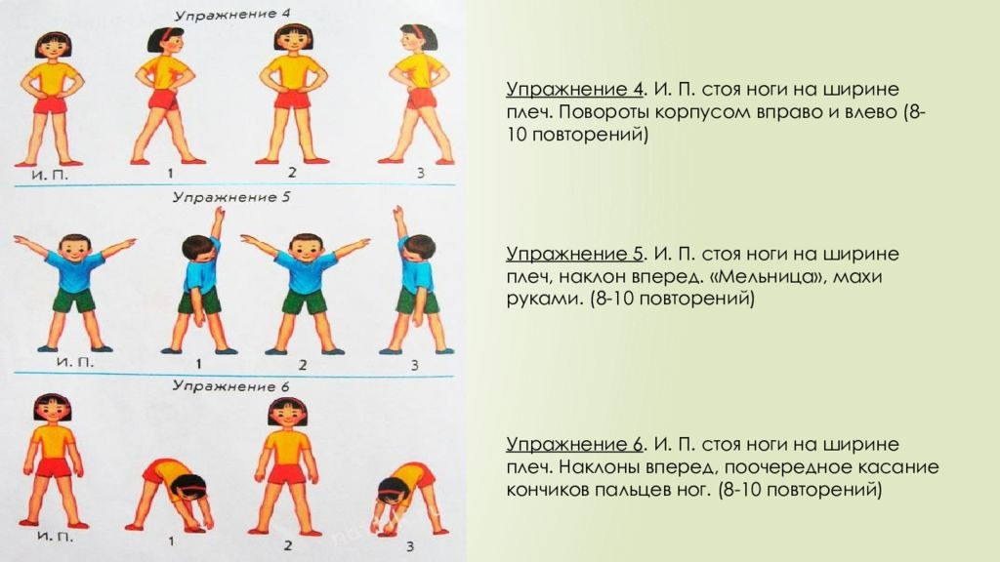 Упражнение 4
И. П.
1
2
3
Упражнение 5
И. П.
1
2
3
Упражнение 6
И. П.
1
2
3
Упражнение 4. И. П. стоя ноги на ширине
плеч. Повороты корпусом вправо и влево (8-
10 повторений)
Упражнение 5. И. П. стоя ноги на ширине
плеч, наклон вперед. «Мельница», махи
руками. (8-10 повторений)
Упражнение 6. И. П. стоя ноги на ширине
плеч. Наклоны вперед, поочередное касание
кончиков пальцев ног. (8-10 повторений)